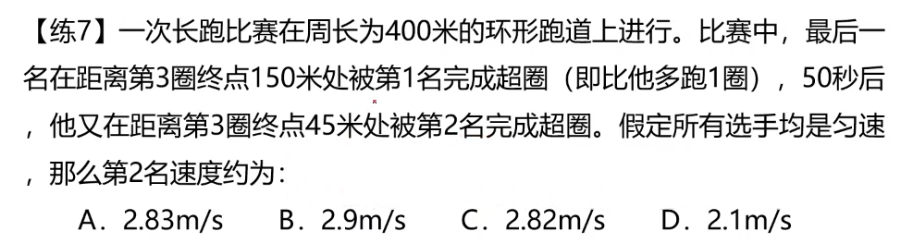 【练7】一次长跑比赛在周长为400米的环形跑道上进行。比赛中，最后一
名在距离第3圈终点150米处被第1名完成超圈（即比他多跑1圈），50秒后
，他又在距离第3圈终点45米处被第2名完成超圈。假定所有选手均是匀速
，那么第2名速度约为：
A．2.83m/s B．2.9m/s C．2.82m/s D．2.1m/s